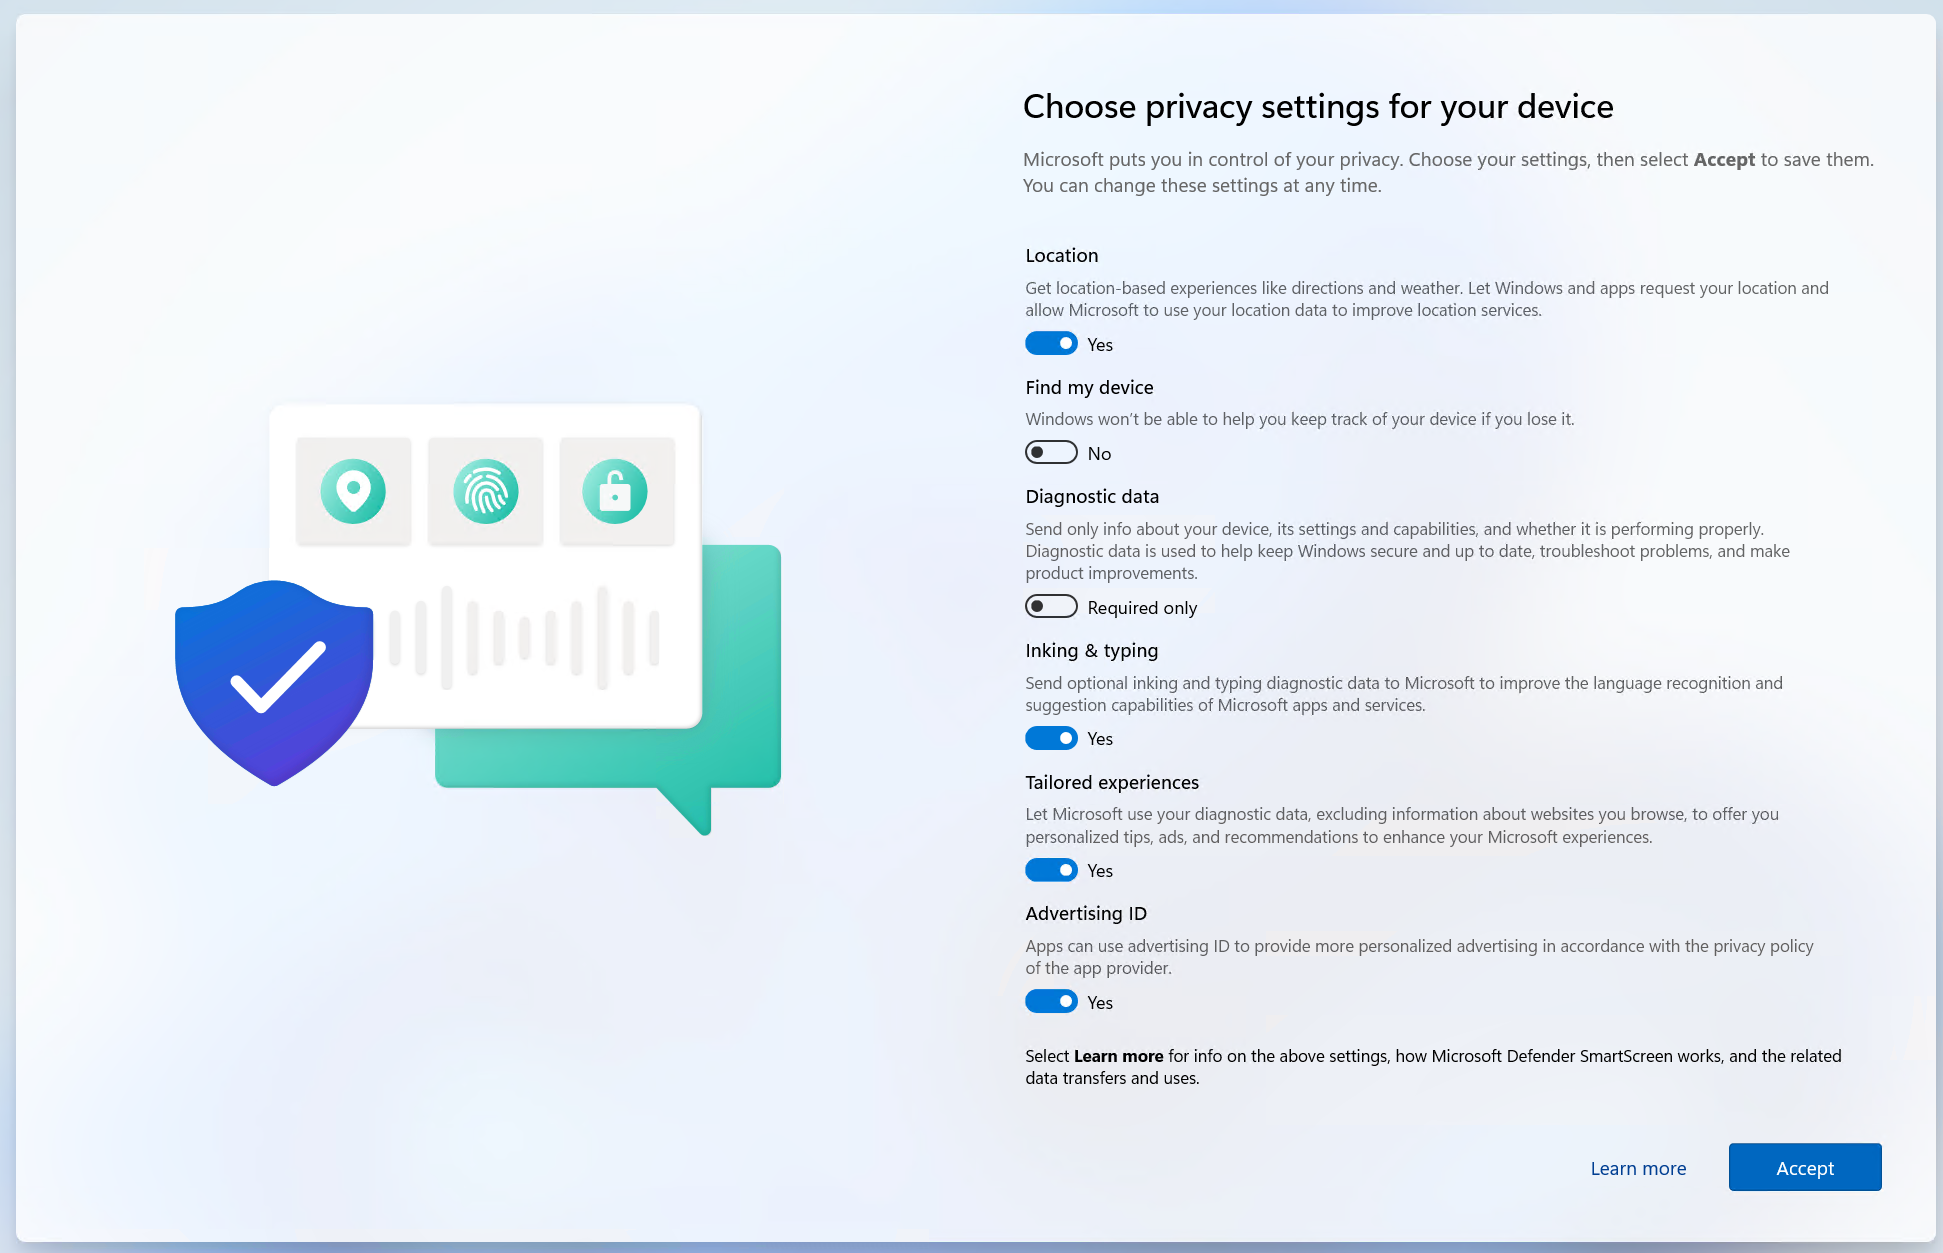 Choose privacy settings for your device
Microsoft puts you in control of your privacy. Choose your settings, then select Accept to save them.
You can change these settings at any time.
Location
Get location-based experiences like directions and weather. Let Windows and apps request your location and
allow Microsoft to use your location data to improve location services.
Yes
Find my device
Windows won't be able to help you keep track of your device if you lose it.
No
Diagnostic data
Send only info about your device, its settings and capabilities, and whether it is performing properly.
Diagnostic data is used to help keep Windows secure and up to date, troubleshoot problems, and make
product improvements.
Required only
Inking & typing
Send optional inking and typing diagnostic data to Microsoft to improve the language recognition and
suggestion capabilities of Microsoft apps and services.
Yes
Tailored experiences
Let Microsoft use your diagnostic data, excluding information about websites you browse, to offer you
personalized tips, ads, and recommendations to enhance your Microsoft experiences.
Yes
Advertising ID
Apps can use advertising ID to provide more personalized advertising in accordance with the privacy policy
of the app provider.
Yes
Select Learn more for info on the above settings, how Microsoft Defender SmartScreen works, and the related
data transfers and uses.
Learn more
Accept